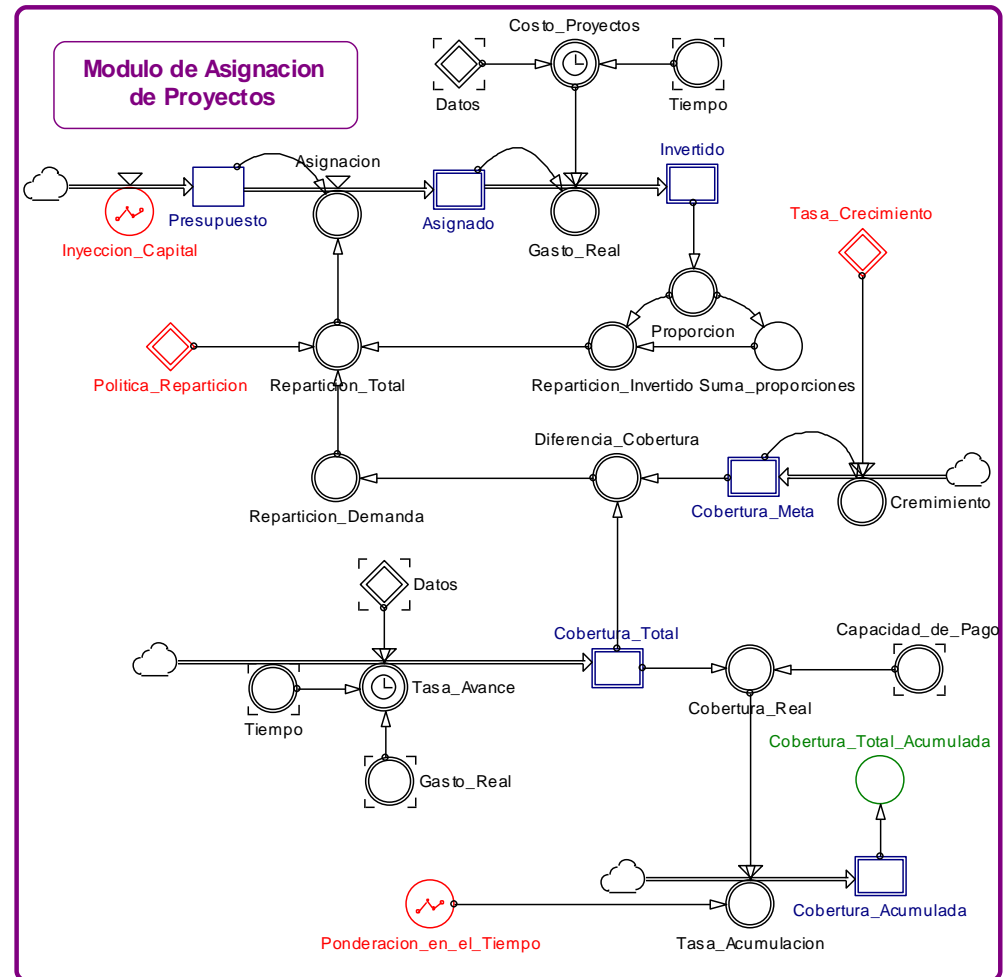 Costo_Proyectos
Modulo de Asignacion
de Proyectos
Datos
Tiempo
Asignacion
Invertido
Presupuesto
Asignado
Tasa_Crecimiento
Inyeccion_Capital
Gasto_Real
Proporcion
Politica_Reparticion
Reparticion_Total
Reparticion_Invertido
Suma_proporciones
Diferencia_Cobertura
Reparticion_Demanda
Cobertura_Meta
Cremimiento
Datos
Cobertura_Total
Capacidad_de_Pago
Tasa_Avance
Cobertura_Real
Tiempo
Cobertura_Total_Acumulada
Gasto_Real
Cobertura_Acumulada
Ponderacion_en_el_Tiempo
Tasa_Acumulacion